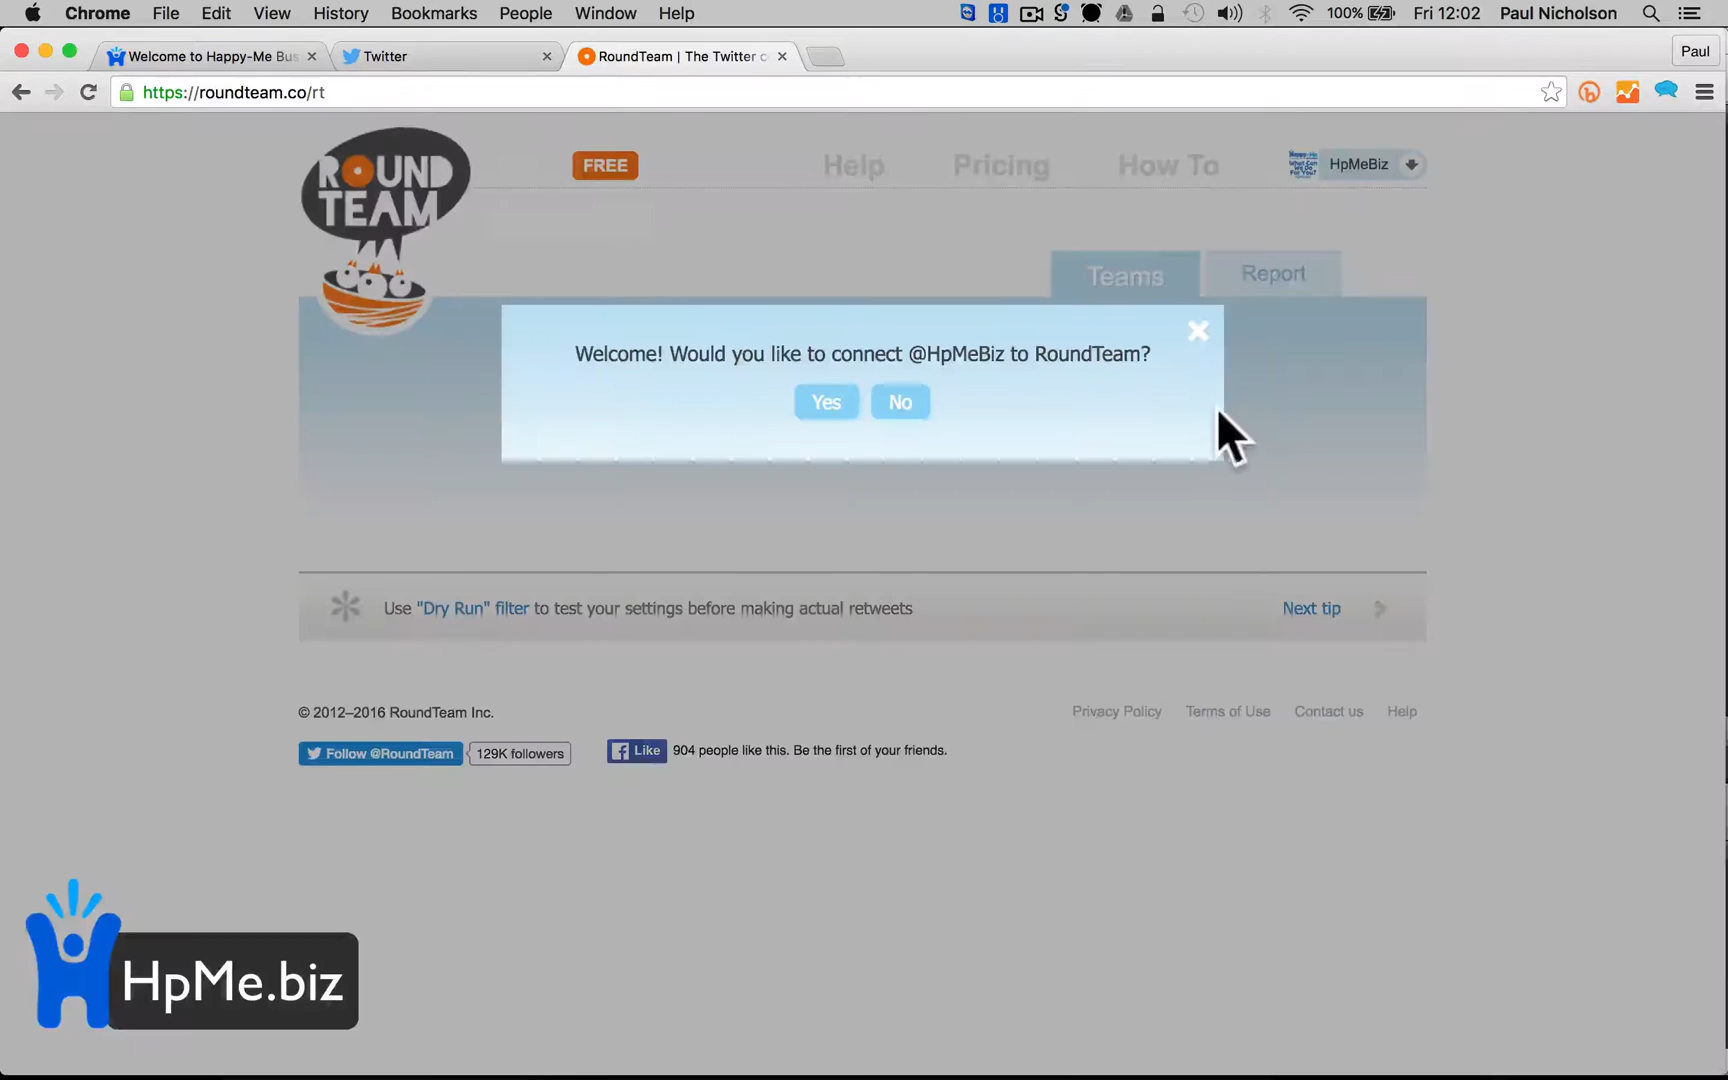 Chrome File Edit View History Bookmarks People Window Help 100% Fri 12:02 Paul Nicholson
Welcome to Happy-Me Bus Twitter RoundTeam | The Twitter c Paul
https://roundteam.co/rt
ROUND TEAM
FREE Help Pricing How To HpMeBiz
Teams Report
Welcome! Would you like to connect @HpMeBiz to RoundTeam?
Yes No
Use "Dry Run" filter to test your settings before making actual retweets Next tip
© 2012–2016 RoundTeam Inc. Privacy Policy Terms of Use Contact us Help
Follow @RoundTeam 129K followers Like 904 people like this. Be the first of your friends.
HpMe.biz